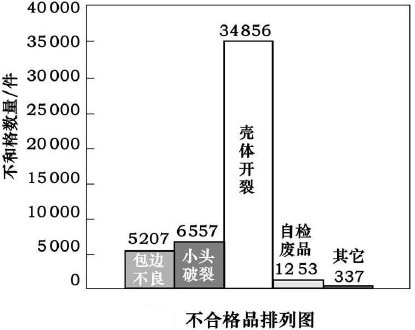 40000
35000
30000
25000
20000
15000
10000
5000
0
不和格数量/件
5207
包边
不良
6557
小头
破裂
34856
壳体开裂
自检
废品
1253
其它
337
不合格品排列图